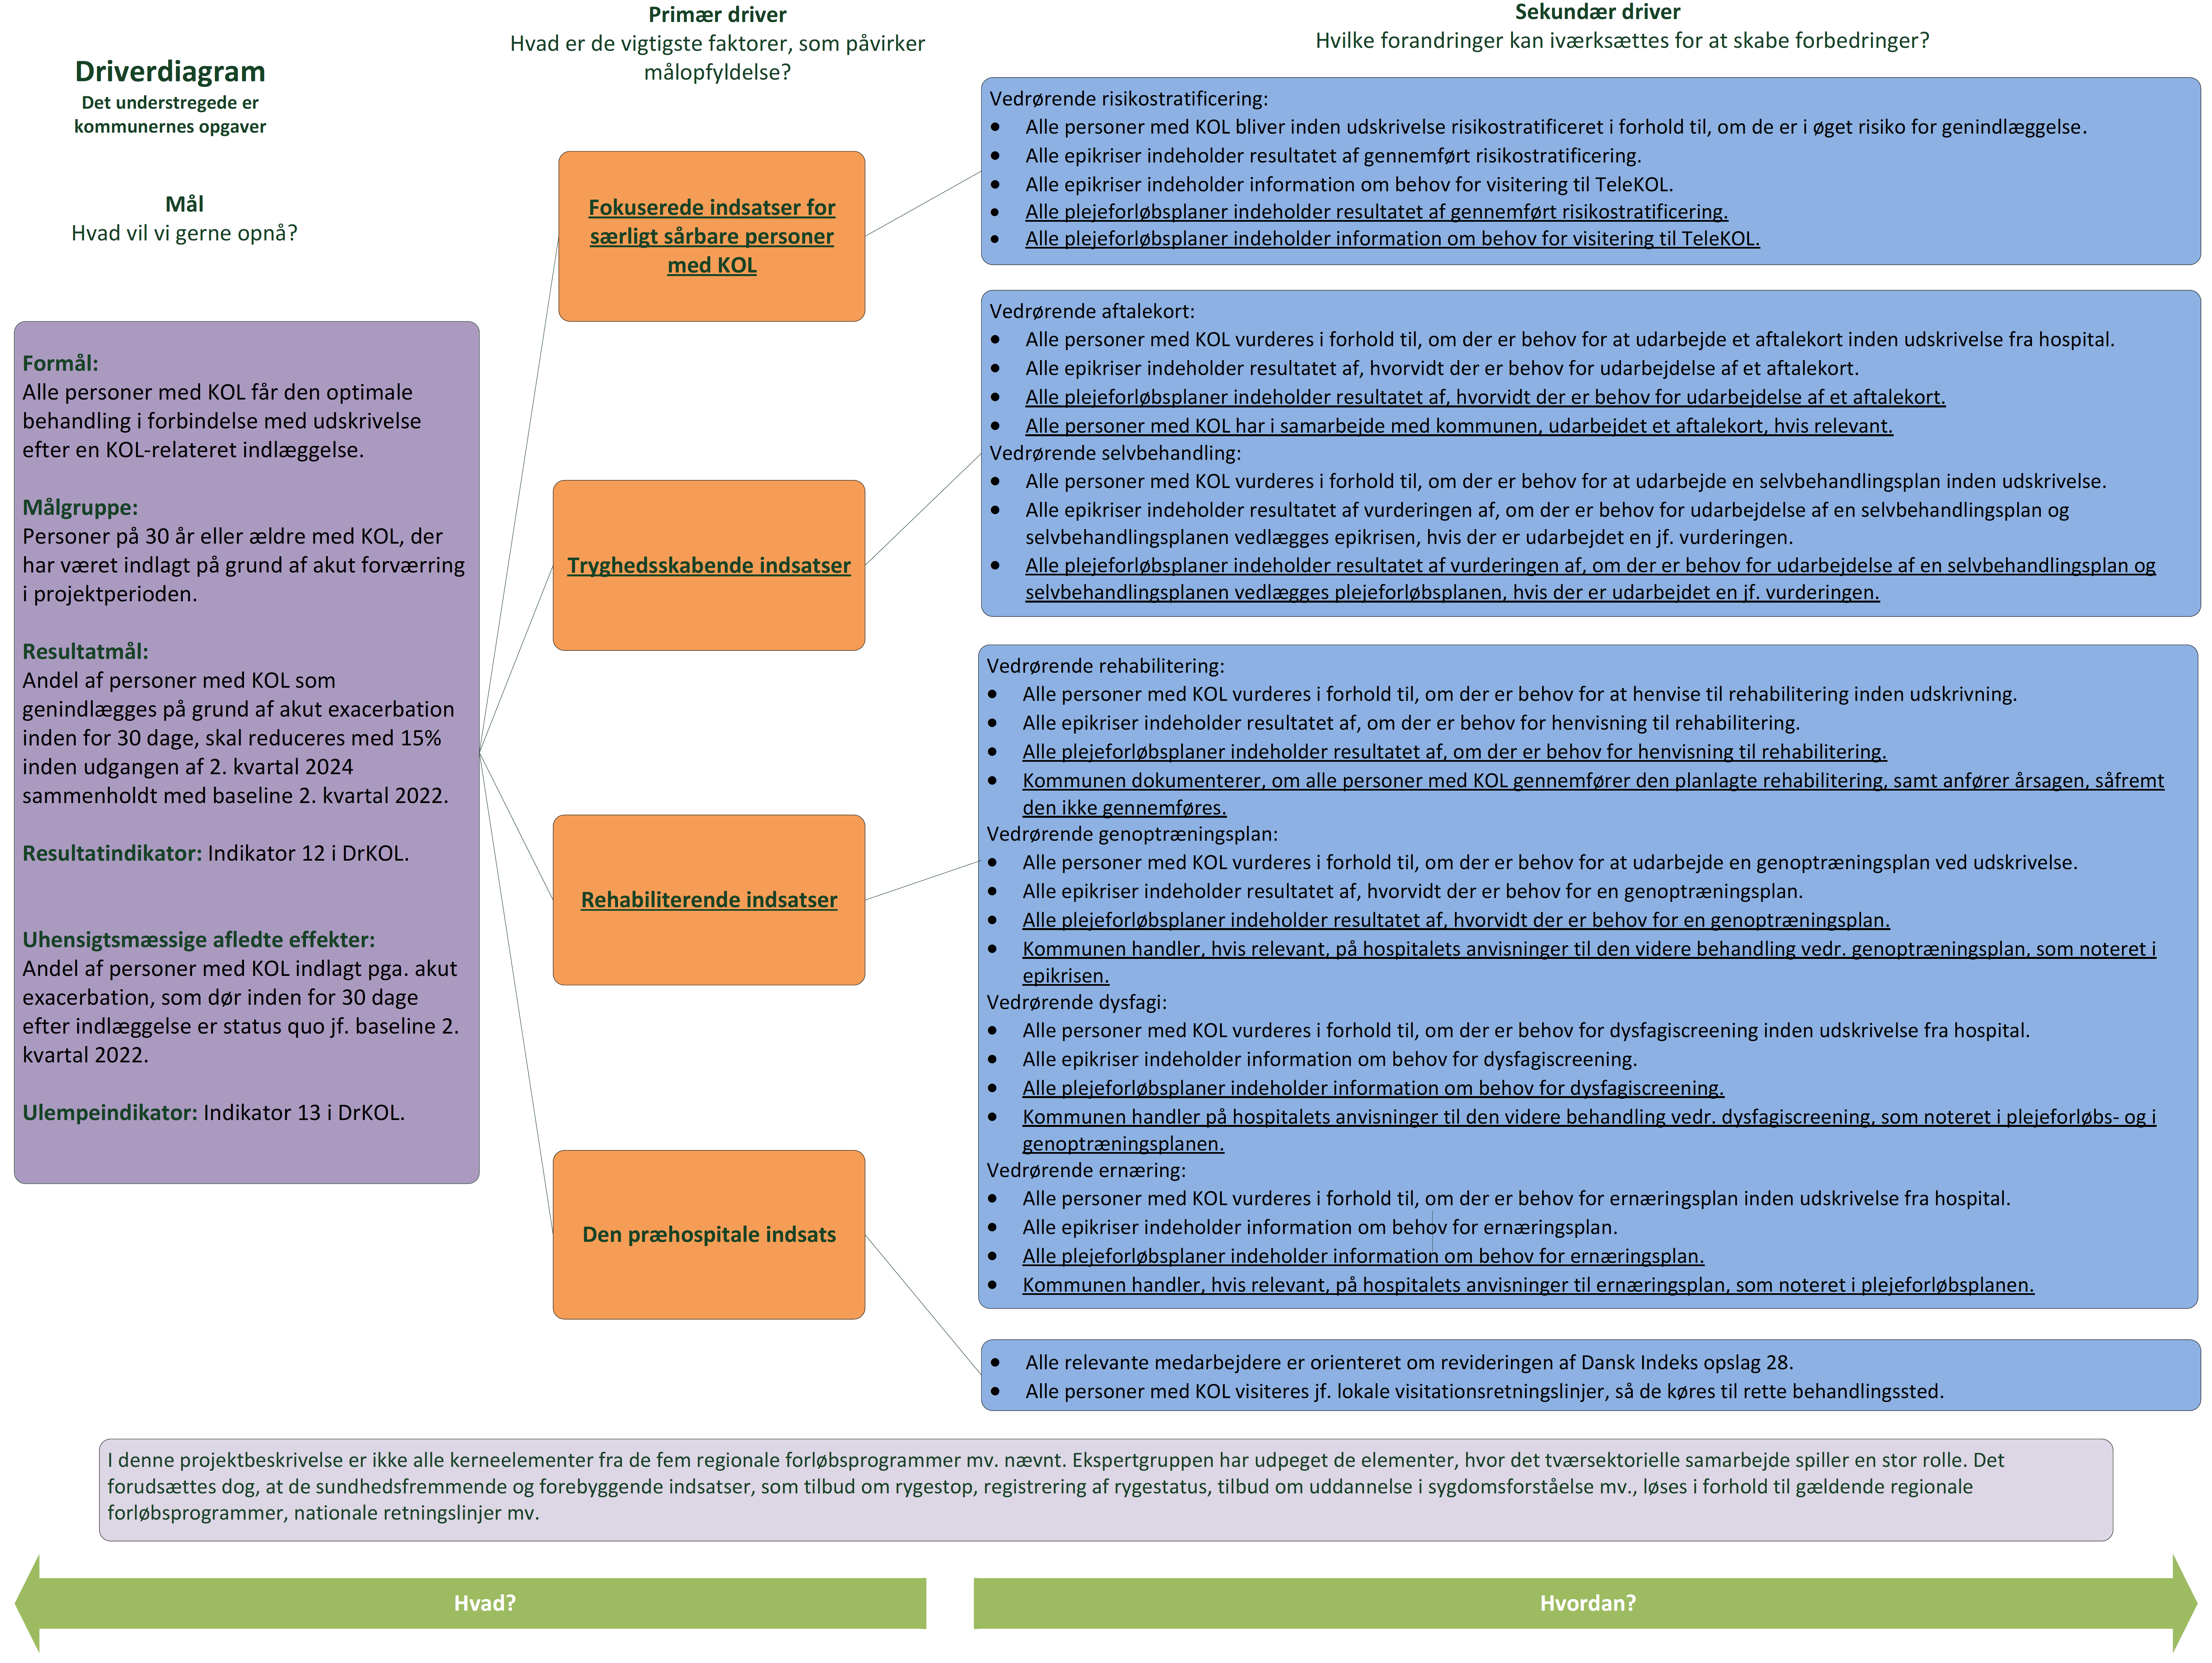 Driverdiagram
Det understregede er
kommunernes opgaver
Mål
Hvad vil vi gerne opnå?
Formål:
Alle personer med KOL får den optimale
behandling i forbindelse med udskrivelse
efter en KOL-relateret indlæggelse.
Målgruppe:
Personer på 30 år eller ældre med KOL, der
har været indlagt på grund af akut forværring
i projektperioden.
Resultatmål:
Andel af personer med KOL som
genindlægges på grund af akut exacerbation
inden for 30 dage, skal reduceres med 15%
inden udgangen af 2. kvartal 2024
sammenholdt med baseline 2. kvartal 2022.
Resultatindikator: Indikator 12 i DrKOL.
Uhensigtsmæssige afledte effekter:
Andel af personer med KOL indlagt pga. akut
exacerbation, som dør inden for 30 dage
efter indlæggelse er status quo jf. baseline 2.
kvartal 2022.
Ulempeindikator: Indikator 13 i DrKOL.
Primær driver
Hvad er de vigtigste faktorer, som påvirker
målopfyldelse?
Fokuserede indsatser for
særligt sårbare personer
med KOL
Tryghedsskabende indsatser
Rehabiliterende indsatser
Den præhospitale indsats
Sekundær driver
Hvilke forandringer kan iværksættes for at skabe forbedringer?
Vedrørende risikostratificering:
• Alle personer med KOL bliver inden udskrivelse risikostratificeret i forhold til, om de er i øget risiko for genindlæggelse.
• Alle epikriser indeholder resultatet af gennemført risikostratificering.
• Alle epikriser indeholder information om behov for visitering til TeleKOL.
• Alle plejeforløbsplaner indeholder resultatet af gennemført risikostratificering.
• Alle plejeforløbsplaner indeholder information om behov for visitering til TeleKOL.
Vedrørende aftalekort:
• Alle personer med KOL vurderes i forhold til, om der er behov for at udarbejde et aftalekort inden udskrivelse fra hospital.
• Alle epikriser indeholder resultatet af, hvorvidt der er behov for udarbejdelse af et aftalekort.
• Alle plejeforløbsplaner indeholder resultatet af, hvorvidt der er behov for udarbejdelse af et aftalekort.
• Alle personer med KOL har i samarbejde med kommunen, udarbejdet et aftalekort, hvis relevant.
Vedrørende selvbehandling:
• Alle personer med KOL vurderes i forhold til, om der er behov for at udarbejde en selvbehandlingsplan inden udskrivelse.
• Alle epikriser indeholder resultatet af vurderingen af, om der er behov for udarbejdelse af en selvbehandlingsplan og
selvbehandlingsplanen vedlægges epikrisen, hvis der er udarbejdet en jf. vurderingen.
• Alle plejeforløbsplaner indeholder resultatet af vurderingen af, om der er behov for udarbejdelse af en selvbehandlingsplan og
selvbehandlingsplanen vedlægges plejeforløbsplanen, hvis der er udarbejdet en jf. vurderingen.
Vedrørende rehabilitering:
• Alle personer med KOL vurderes i forhold til, om der er behov for at henvise til rehabilitering inden udskrivning.
• Alle epikriser indeholder resultatet af, om der er behov for henvisning til rehabilitering.
• Alle plejeforløbsplaner indeholder resultatet af, om der er behov for henvisning til rehabilitering.
• Kommunen dokumenterer, om alle personer med KOL gennemfører den planlagte rehabilitering, samt anfører årsagen, såfremt
den ikke gennemføres.
Vedrørende genoptræningsplan:
• Alle personer med KOL vurderes i forhold til, om der er behov for at udarbejde en genoptræningsplan ved udskrivelse.
• Alle epikriser indeholder resultatet af, hvorvidt der er behov for en genoptræningsplan.
• Alle plejeforløbsplaner indeholder resultatet af, hvorvidt der er behov for en genoptræningsplan.
• Kommunen handler, hvis relevant, på hospitalets anvisninger til den videre behandling vedr. genoptræningsplan, som noteret i
epikrisen.
Vedrørende dysfagi:
• Alle personer med KOL vurderes i forhold til, om der er behov for dysfagiscreening inden udskrivelse fra hospital.
• Alle epikriser indeholder information om behov for dysfagiscreening.
• Alle plejeforløbsplaner indeholder information om behov for dysfagiscreening.
• Kommunen handler på hospitalets anvisninger til den videre behandling vedr. dysfagiscreening, som noteret i plejeforløbs- og i
genoptræningsplanen.
Vedrørende ernæring:
• Alle personer med KOL vurderes i forhold til, om der er behov for ernæringsplan inden udskrivelse fra hospital.
• Alle epikriser indeholder information om behov for ernæringsplan.
• Alle plejeforløbsplaner indeholder information om behov for ernæringsplan.
• Kommunen handler, hvis relevant, på hospitalets anvisninger til ernæringsplan, som noteret i plejeforløbsplanen.
• Alle relevante medarbejdere er orienteret om revideringen af Dansk Indeks opslag 28.
• Alle personer med KOL visiteres jf. lokale visitationsretningslinjer, så de køres til rette behandlingssted.
I denne projektbeskrivelse er ikke alle kerneelementer fra de fem regionale forløbsprogrammer mv. nævnt. Ekspertgruppen har udpeget de elementer, hvor det tværsektorielle samarbejde spiller en stor rolle. Det
forudsættes dog, at de sundhedsfremmende og forebyggende indsatser, som tilbud om rygestop, registrering af rygestatus, tilbud om uddannelse i sygdomsforståelse mv., løses i forhold til gældende regionale
forløbsprogrammer, nationale retningslinjer mv.
Hvad?
Hvordan?